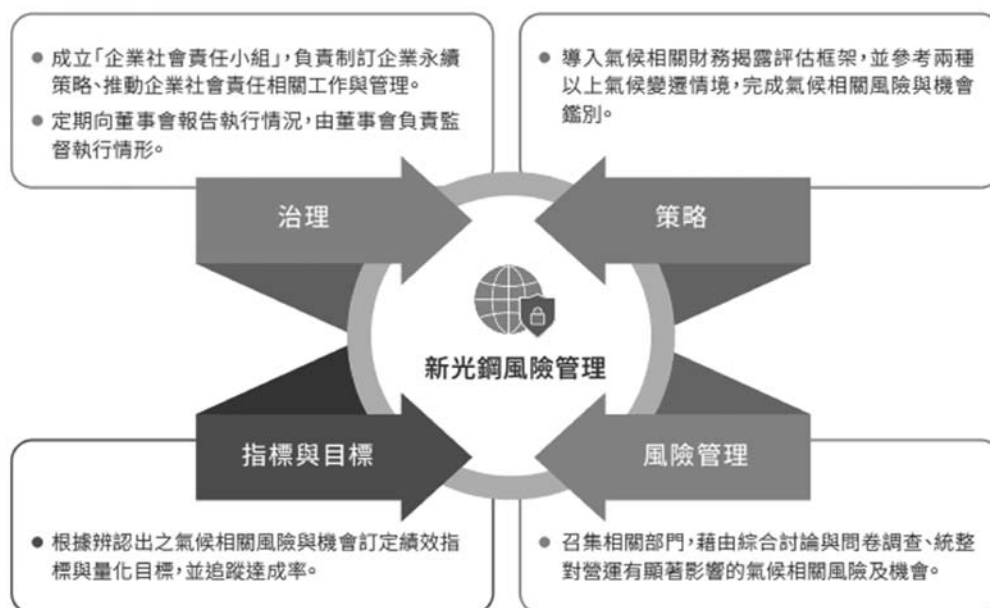 ● 成立「企業社會責任小組」，負責制訂企業永續
策略、推動企業社會責任相關工作與管理。
● 定期向董事會報告執行情況，由董事會負責監
督執行情形。
● 導入氣候相關財務揭露評估框架，並參考兩種
以上氣候變遷情境，完成氣候相關風險與機會
鑑別。
治理
策略
新光鋼風險管理
指標與目標
風險管理
● 根據辨認出之氣候相關風險與機會訂定績效指
標與量化目標，並追蹤達成率。
● 召集相關部門，藉由綜合討論與問卷調查、統整
對營運有顯著影響的氣候相關風險及機會。